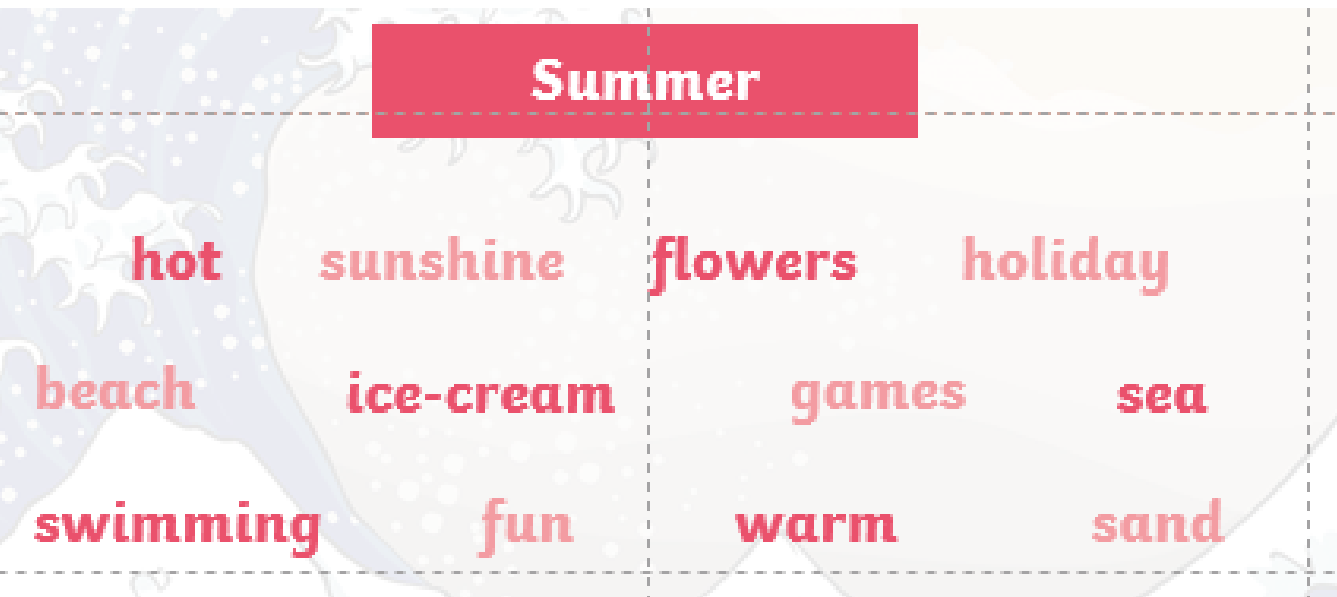 Summer
hot sunshine flowers holiday
beach ice-cream games sea
swimming fun warm sand